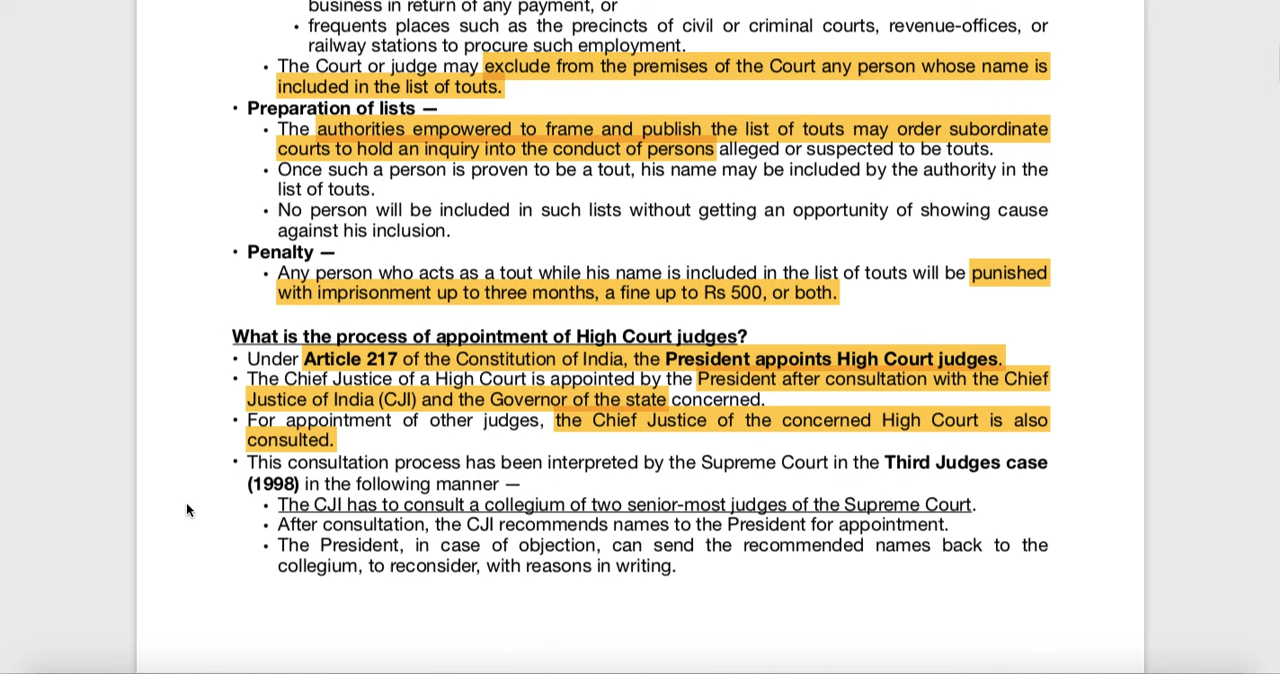 business in return of any payment, or
• frequents places such as the precincts of civil or criminal courts, revenue-offices, or
railway stations to procure such employment.
• The Court or judge may exclude from the premises of the Court any person whose name is
included in the list of touts.
• Preparation of lists —
• The authorities empowered to frame and publish the list of touts may order subordinate
courts to hold an inquiry into the conduct of persons alleged or suspected to be touts.
• Once such a person is proven to be a tout, his name may be included by the authority in the
list of touts.
• No person will be included in such lists without getting an opportunity of showing cause
against his inclusion.
• Penalty —
• Any person who acts as a tout while his name is included in the list of touts will be punished
with imprisonment up to three months, a fine up to Rs 500, or both.
What is the process of appointment of High Court judges?
• Under Article 217 of the Constitution of India, the President appoints High Court judges.
• The Chief Justice of a High Court is appointed by the President after consultation with the Chief
Justice of India (CJI) and the Governor of the state concerned.
• For appointment of other judges, the Chief Justice of the concerned High Court is also
consulted.
• This consultation process has been interpreted by the Supreme Court in the Third Judges case
(1998) in the following manner —
• The CJI has to consult a collegium of two senior-most judges of the Supreme Court.
• After consultation, the CJI recommends names to the President for appointment.
• The President, in case of objection, can send the recommended names back to the
collegium, to reconsider, with reasons in writing.